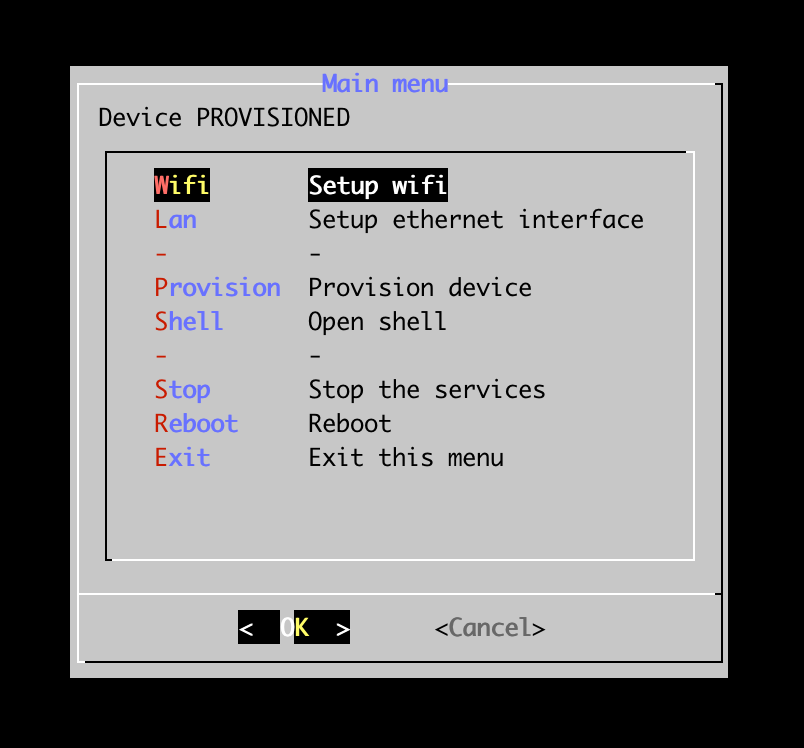 Main menu
Device PROVISIONED
Wifi Setup wifi
Lan Setup ethernet interface
- -
Provision Provision device
Shell Open shell
- -
Stop Stop the services
Reboot Reboot
Exit Exit this menu
< OK > <Cancel>